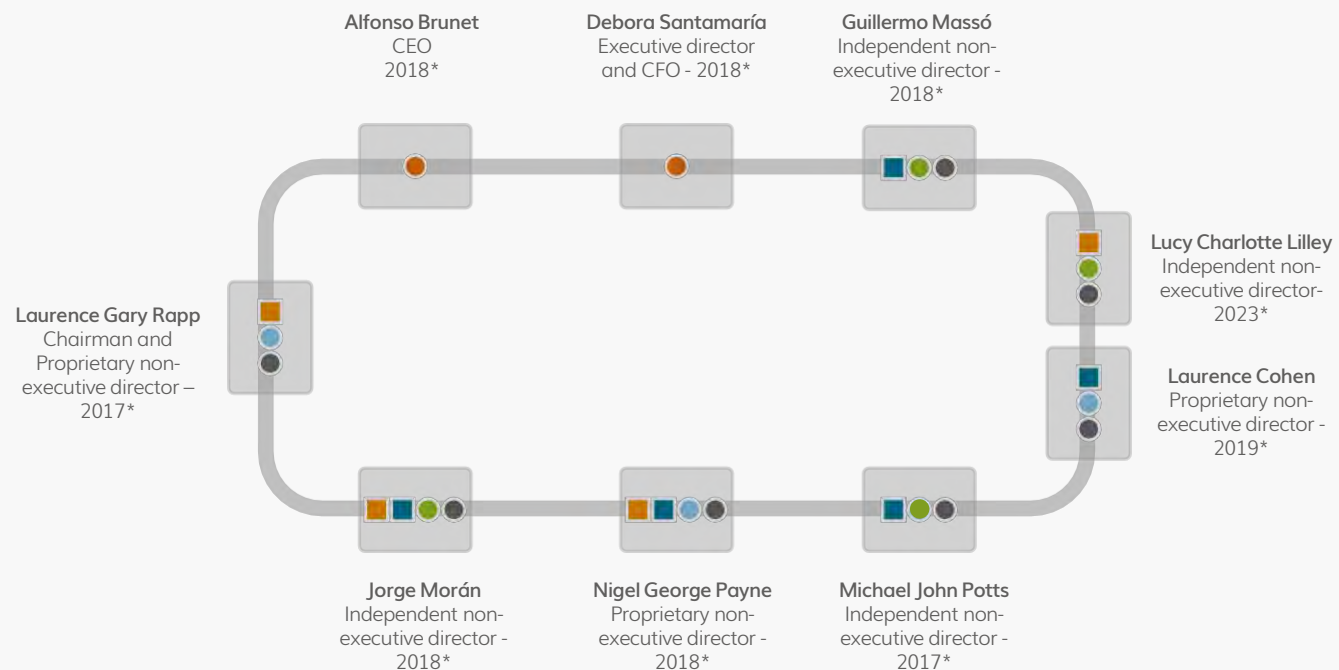 Alfonso Brunet
CEO
2018*
Debora Santamaría
Executive director
and CFO - 2018*
Guillermo Massó
Independent non-
executive director -
2018*
Lucy Charlotte Lilley
Independent non-
executive director-
2023*
Laurence Gary Rapp
Chairman and
Proprietary non-
executive director –
2017*
Laurence Cohen
Proprietary non-
executive director -
2019*
Jorge Morán
Independent non-
executive director -
2018*
Nigel George Payne
Proprietary non-
executive director -
2018*
Michael John Potts
Independent non-
executive director -
2017*